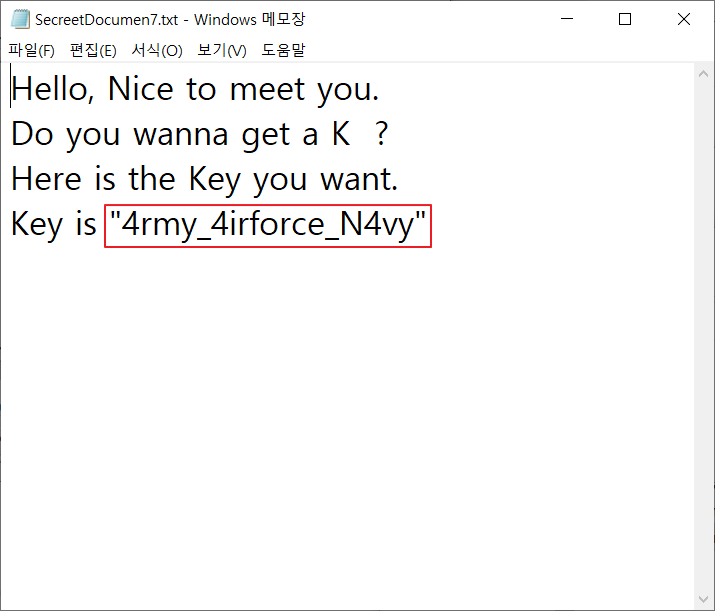 SecreetDocumen7.txt - Windows 메모장
파일(F) 편집(E) 서식(O) 보기(V) 도움말
Hello, Nice to meet you.
Do you wanna get a K  ?
Here is the Key you want.
Key is "4rmy_4irforce_N4vy"